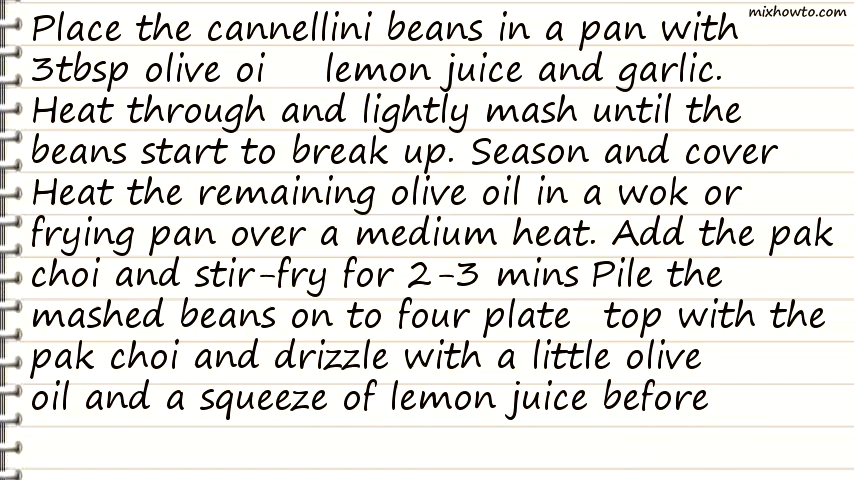 mixhowto.com
Place the cannellini beans in a pan with
3tbsp olive oi lemon juice and garlic.
Heat through and lightly mash until the
beans start to break up. Season and cover
Heat the remaining olive oil in a wok or
frying pan over a medium heat. Add the pak
choi and stir-fry for 2-3 mins Pile the
mashed beans on to four plate top with the
pak choi and drizzle with a little olive
oil and a squeeze of lemon juice before